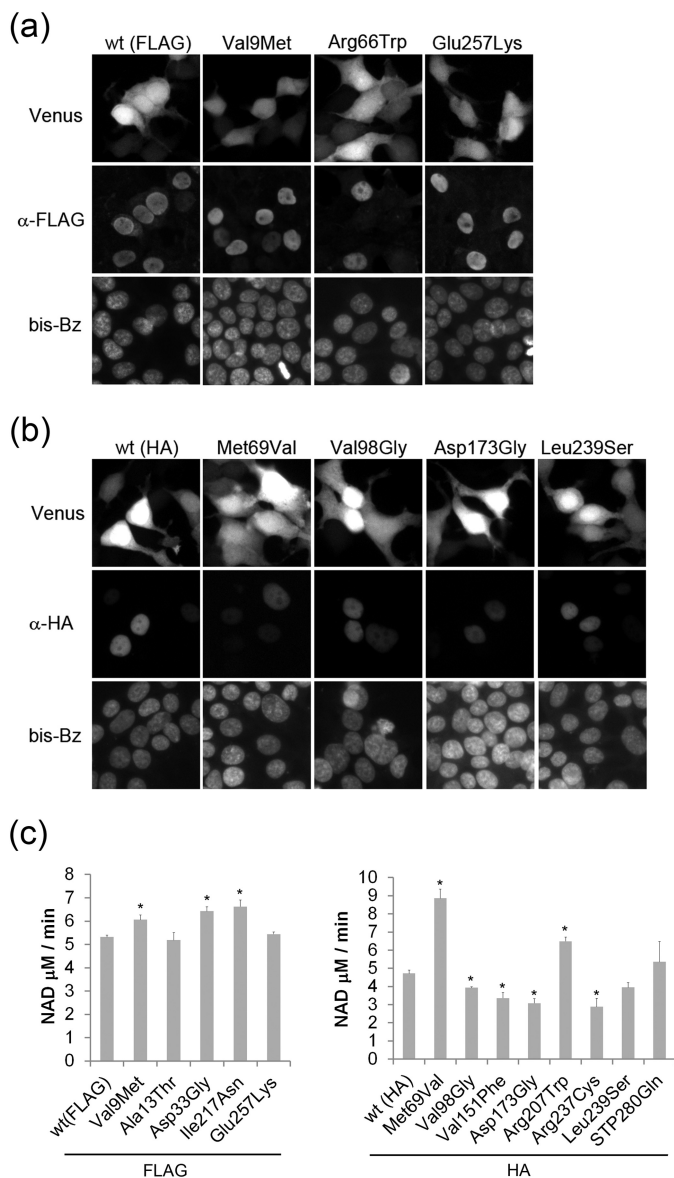 (a)
wt (FLAG) Val9Met Arg66Trp Glu257Lys
Venus
α-FLAG
bis-Bz
(b)
wt (HA) Met69Val Val98Gly Asp173Gly Leu239Ser
Venus
α-HA
bis-Bz
(c)
NAD µM / min
8
7
6
5
4
3
2
1
0
* * *
wt(FLAG)
Val9Met
Ala13Thr
Asp33Gly
Ile217Asn
Glu257Lys
FLAG
NAD µM / min
10
9
8
7
6
5
4
3
2
1
0
* * * * * *
wt (HA)
Met69Val
Val98Gly
Val151Phe
Asp173Gly
Arg207Trp
Arg237Cys
Leu239Ser
STP280Gln
HA